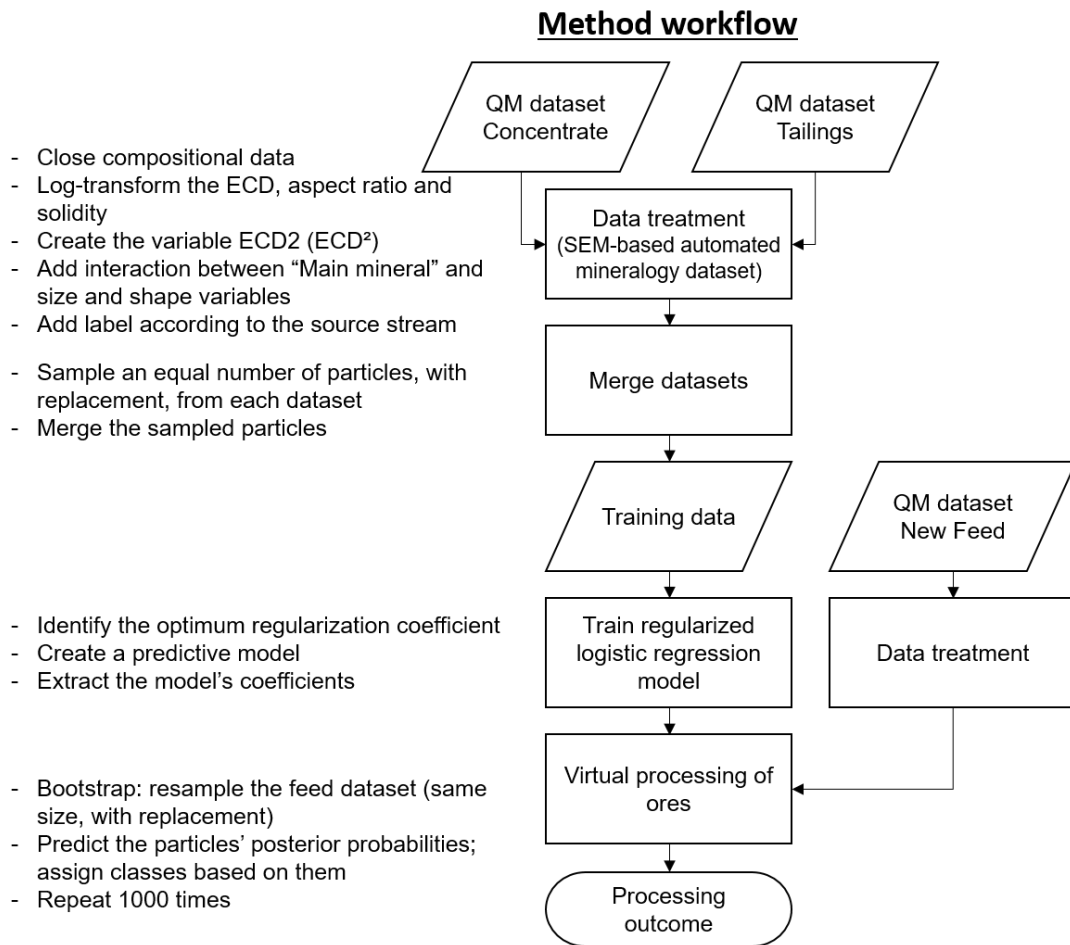 Method workflow
QM dataset
Concentrate
QM dataset
Tailings
- Close compositional data
- Log-transform the ECD, aspect ratio and
solidity
- Create the variable ECD2 (ECD²)
- Add interaction between “Main mineral” and
size and shape variables
- Add label according to the source stream
Data treatment
(SEM-based automated
mineralogy dataset)
- Sample an equal number of particles, with
replacement, from each dataset
- Merge the sampled particles
Merge datasets
Training data
QM dataset
New Feed
- Identify the optimum regularization coefficient
- Create a predictive model
- Extract the model’s coefficients
Train regularized
logistic regression
model
Data treatment
- Bootstrap: resample the feed dataset (same
size, with replacement)
- Predict the particles’ posterior probabilities;
assign classes based on them
- Repeat 1000 times
Virtual processing of
ores
Processing
outcome